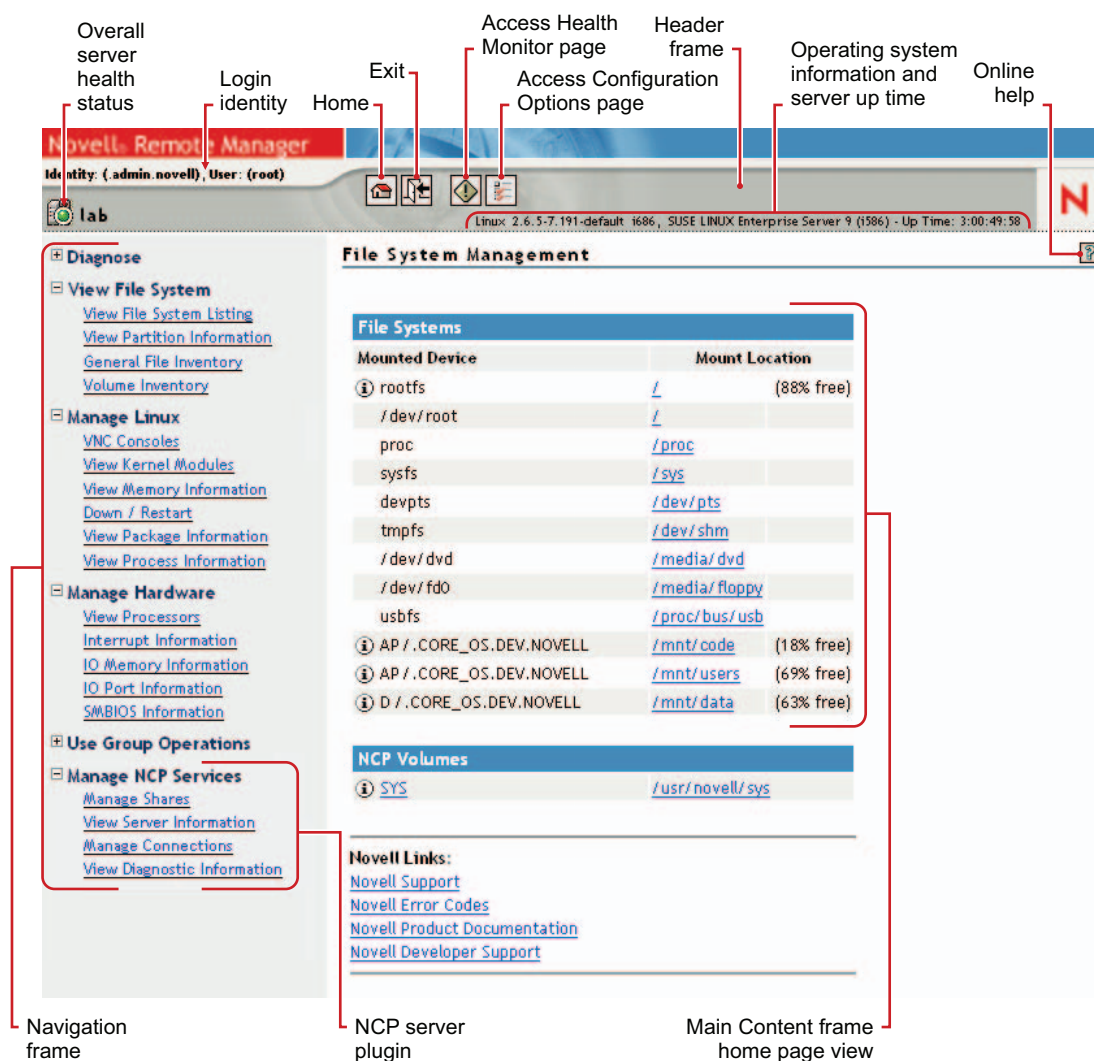 Overall
server
health
status
Login
identity
Home
Exit
Access Health
Monitor page
Access Configuration
Options page
Header
frame
Operating system
information and
server up time
Online
help
Novell® Remote Manager
Identity: (.admin.novell), User: (root)
lab
Linux 2.6.5-7.191-default i686, SUSE LINUX Enterprise Server 9 (i586) - Up Time: 3:00:49:58
N
Diagnose
View File System
View File System Listing
View Partition Information
General File Inventory
Volume Inventory
Manage Linux
VNC Consoles
View Kernel Modules
View Memory Information
Down / Restart
View Package Information
View Process Information
Manage Hardware
View Processors
Interrupt Information
IO Memory Information
IO Port Information
SMBIOS Information
Use Group Operations
Manage NCP Services
Manage Shares
View Server Information
Manage Connections
View Diagnostic Information
File System Management
?
File Systems
Mounted Device Mount Location
rootfs / (88% free)
/dev/root /
proc /proc
sysfs /sys
devpts /dev/pts
tmpfs /dev/shm
/dev/dvd /media/dvd
/dev/fd0 /media/floppy
usbfs /proc/bus/usb
AP/.CORE_OS.DEV.NOVELL /mnt/code (18% free)
AP/.CORE_OS.DEV.NOVELL /mnt/users (69% free)
D/.CORE_OS.DEV.NOVELL /mnt/data (63% free)
NCP Volumes
SYS /usr/novell/sys
Novell Links:
Novell Support
Novell Error Codes
Novell Product Documentation
Novell Developer Support
Navigation
frame
NCP server
plugin
Main Content frame
home page view